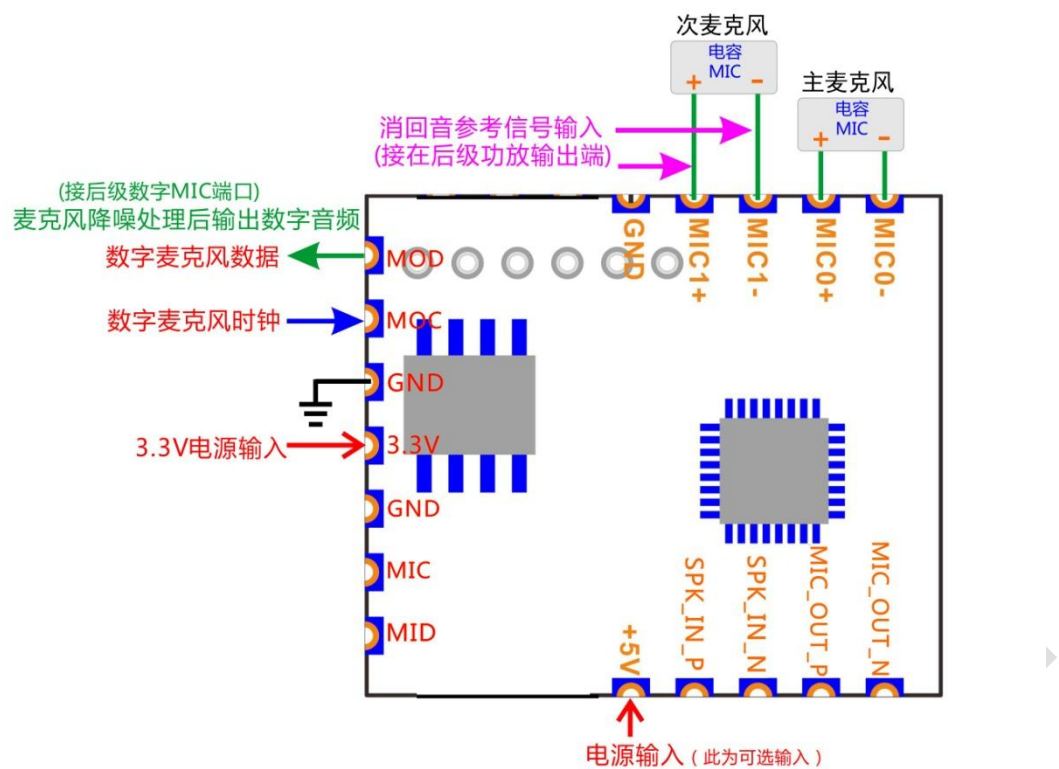 次麦克风
电容
MIC
+ -
主麦克风
电容
MIC
+ -
消回音参考信号输入
(接在后级功放输出端)
(接后级数字MIC端口)
麦克风降噪处理后输出数字音频
数字麦克风数据
数字麦克风时钟
3.3V电源输入
MOD
MOC
GND
3.3V
GND
MIC
MID
GND
MIC1+
MIC1-
MIC0+
MIC0-
+5V
SPK_IN_P
SPK_IN_N
MIC_OUT_P
MIC_OUT_N
电源输入(此为可选输入)